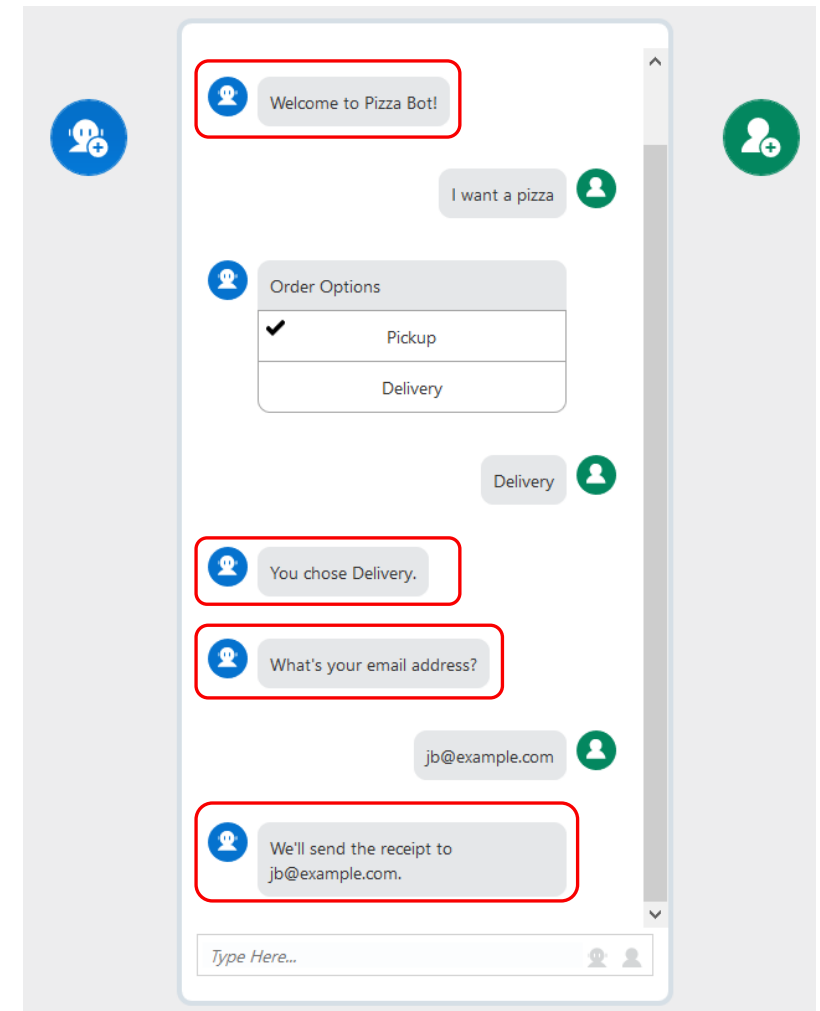 Welcome to Pizza Bot!
I want a pizza
Order Options
Pickup
Delivery
Delivery
You chose Delivery.
What's your email address?
jb@example.com
We'll send the receipt to
jb@example.com.
Type Here...